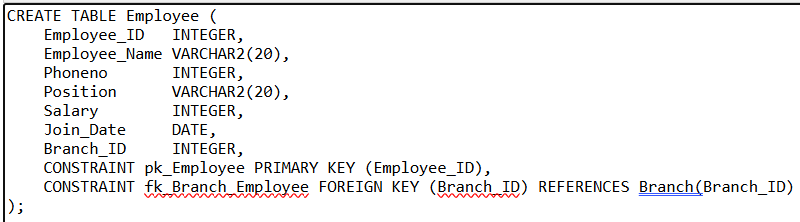 CREATE TABLE Employee (
    Employee_ID   INTEGER,
    Employee_Name VARCHAR2(20),
    Phoneno       INTEGER,
    Position      VARCHAR2(20),
    Salary        INTEGER,
    Join_Date     DATE,
    Branch_ID     INTEGER,
    CONSTRAINT pk_Employee PRIMARY KEY (Employee_ID),
    CONSTRAINT fk_Branch_Employee FOREIGN KEY (Branch_ID) REFERENCES Branch(Branch_ID)
);